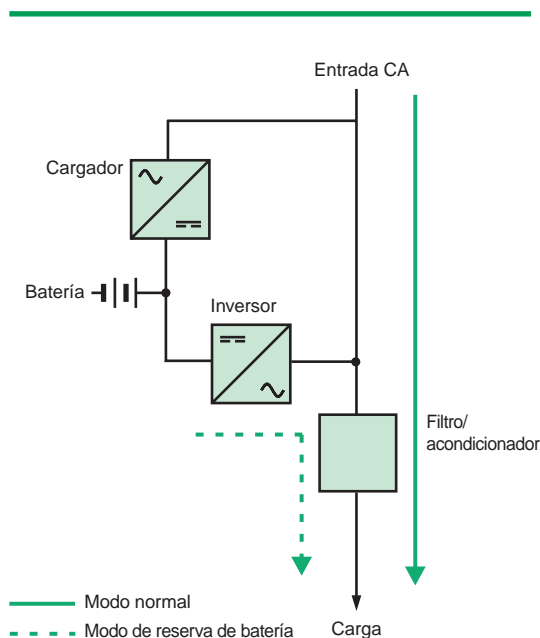 Entrada CA
Cargador
Batería
Inversor
Filtro/
acondicionador
Modo normal
Modo de reserva de batería
Carga